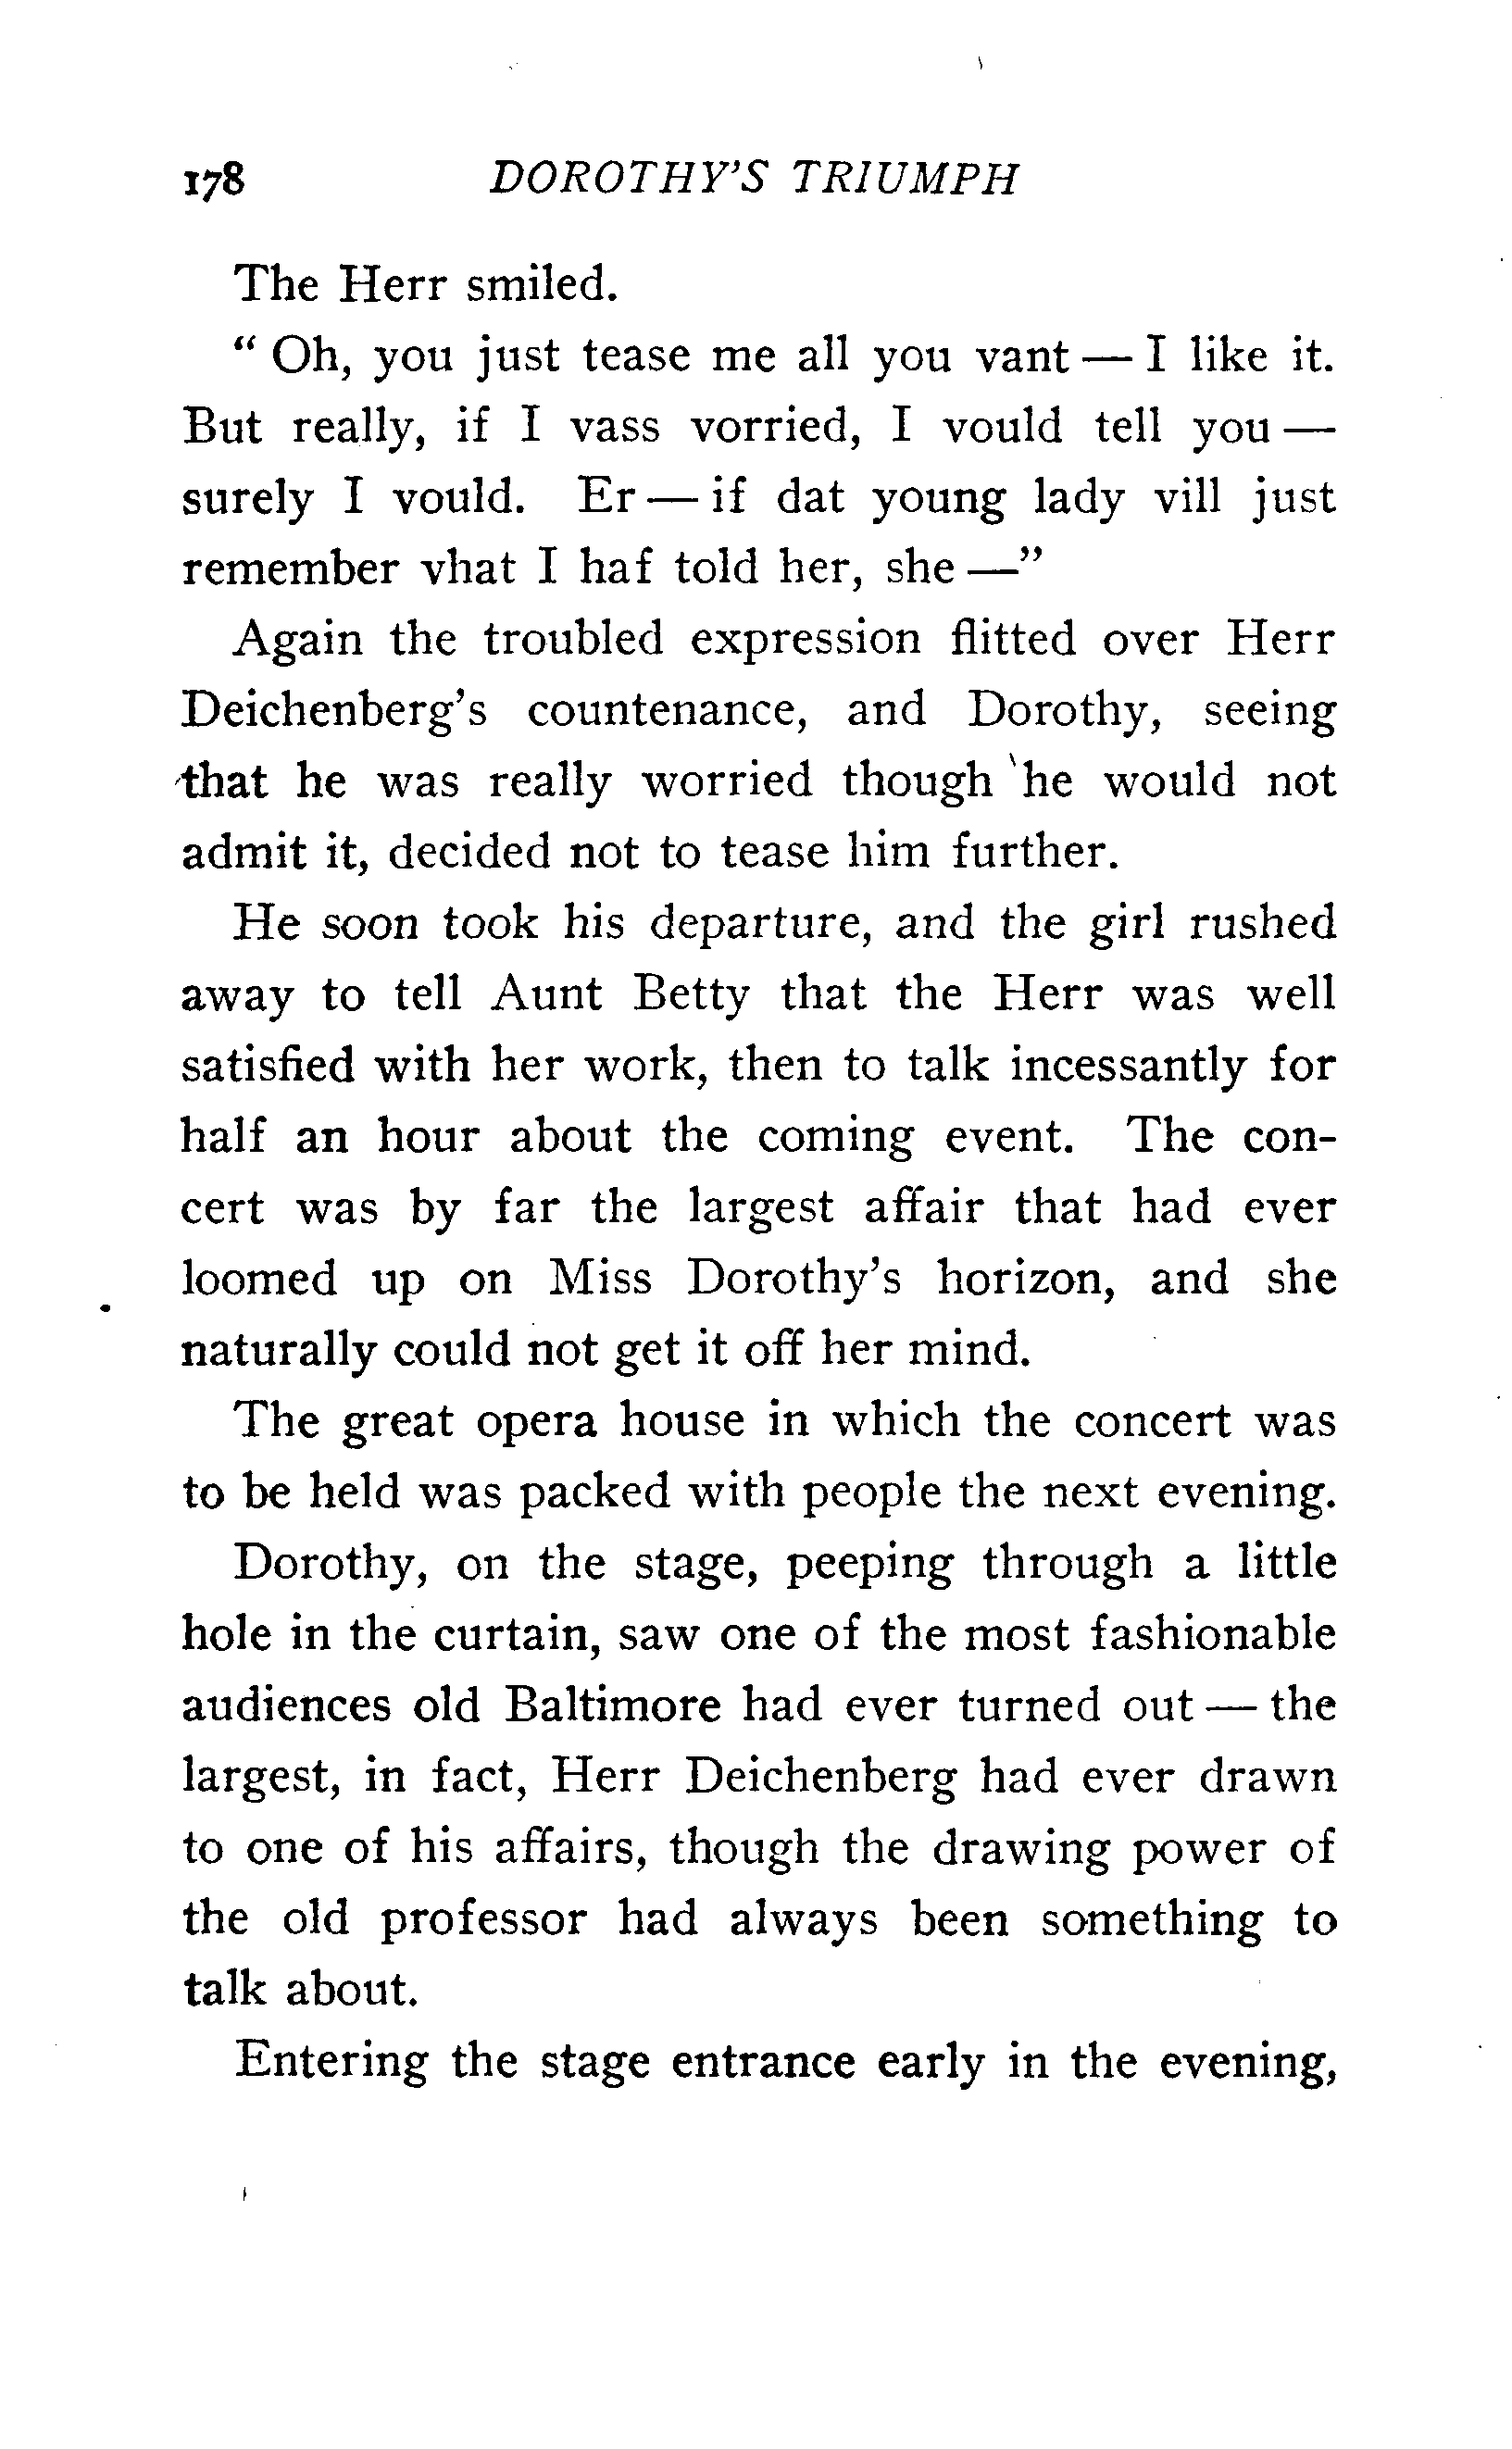 178 DOROTHY'S TRIUMPH
The Herr smiled.
“ Oh, you just tease me all you vant — I like it.
But really, if I vass vorried, I vould tell you —
surely I vould. Er — if dat young lady vill just
remember vhat I haf told her, she —”
Again the troubled expression flitted over Herr
Deichenberg's countenance, and Dorothy, seeing
that he was really worried though he would not
admit it, decided not to tease him further.
He soon took his departure, and the girl rushed
away to tell Aunt Betty that the Herr was well
satisfied with her work, then to talk incessantly for
half an hour about the coming event. The con-
cert was by far the largest affair that had ever
loomed up on Miss Dorothy's horizon, and she
naturally could not get it off her mind.
The great opera house in which the concert was
to be held was packed with people the next evening.
Dorothy, on the stage, peeping through a little
hole in the curtain, saw one of the most fashionable
audiences old Baltimore had ever turned out — the
largest, in fact, Herr Deichenberg had ever drawn
to one of his affairs, though the drawing power of
the old professor had always been something to
talk about.
Entering the stage entrance early in the evening,